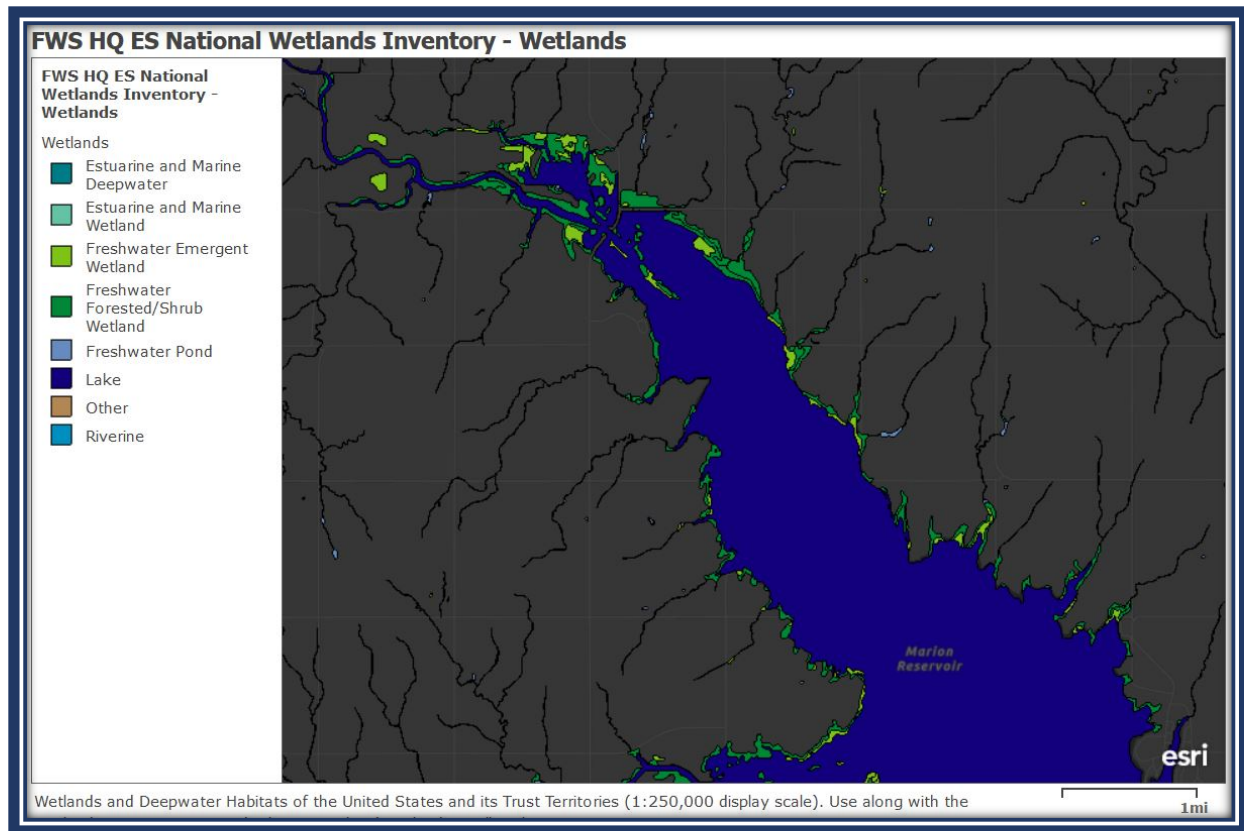 FWS HQ ES National Wetlands Inventory - Wetlands
FWS HQ ES National
Wetlands Inventory -
Wetlands
Wetlands
Estuarine and Marine
Deepwater
Estuarine and Marine
Wetland
Freshwater Emergent
Wetland
Freshwater
Forested/Shrub
Wetland
Freshwater Pond
Lake
Other
Riverine
Marion
Reservoir
esri
Wetlands and Deepwater Habitats of the United States and its Trust Territories (1:250,000 display scale). Use along with the
1mi